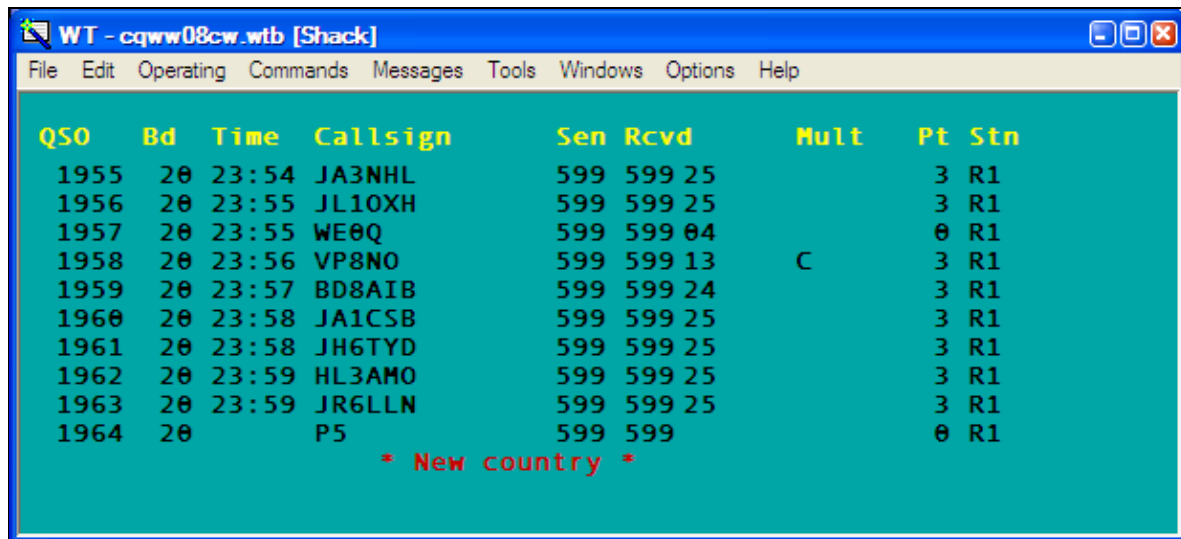 WT - cqww08cw.wtb [Shack]
File Edit Operating Commands Messages Tools Windows Options Help
QSO Bd Time Callsign Sen Rcvd Mult Pt Stn
1955 20 23:54 JA3NHL 599 599 25 3 R1
1956 20 23:55 JL1OXH 599 599 25 3 R1
1957 20 23:55 WE0Q 599 599 04 0 R1
1958 20 23:56 VP8NO 599 599 13 C 3 R1
1959 20 23:57 BD8AIB 599 599 24 3 R1
1960 20 23:58 JA1CSB 599 599 25 3 R1
1961 20 23:58 JH6TYD 599 599 25 3 R1
1962 20 23:59 HL3AMO 599 599 25 3 R1
1963 20 23:59 JR6LLN 599 599 25 3 R1
1964 20 P5 599 599 0 R1
* New country *